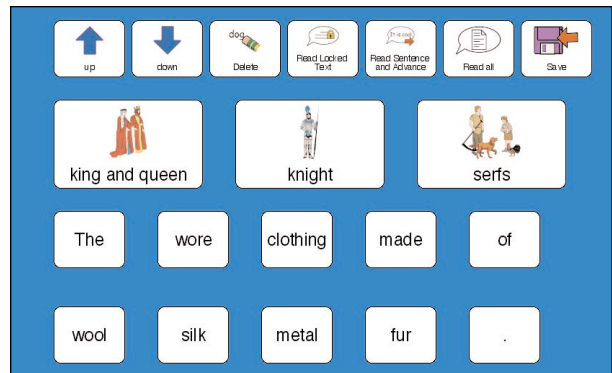 up
down
dog
Delete
Read Locked
Text
It is cool.
Read Sentence
and Advance
Read all
Save
king and queen
knight
serfs
The
wore
clothing
made
of
wool
silk
metal
fur
.